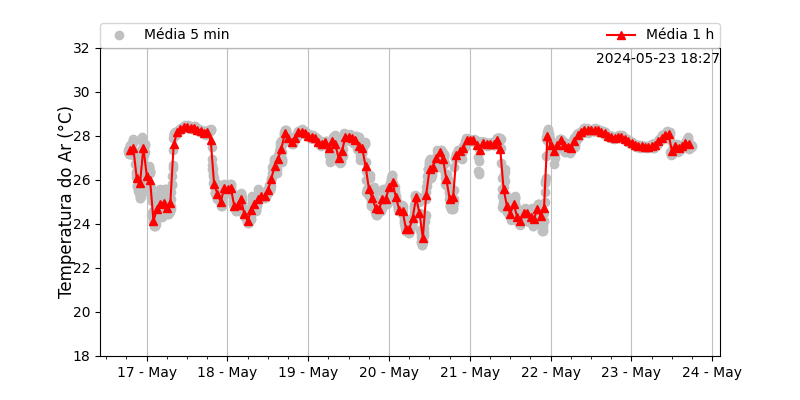 Média 5 min
Média 1 h
2024-05-23 18:27
Temperatura do Ar (°C)
32
30
28
26
24
22
20
18
17 - May
18 - May
19 - May
20 - May
21 - May
22 - May
23 - May
24 - May